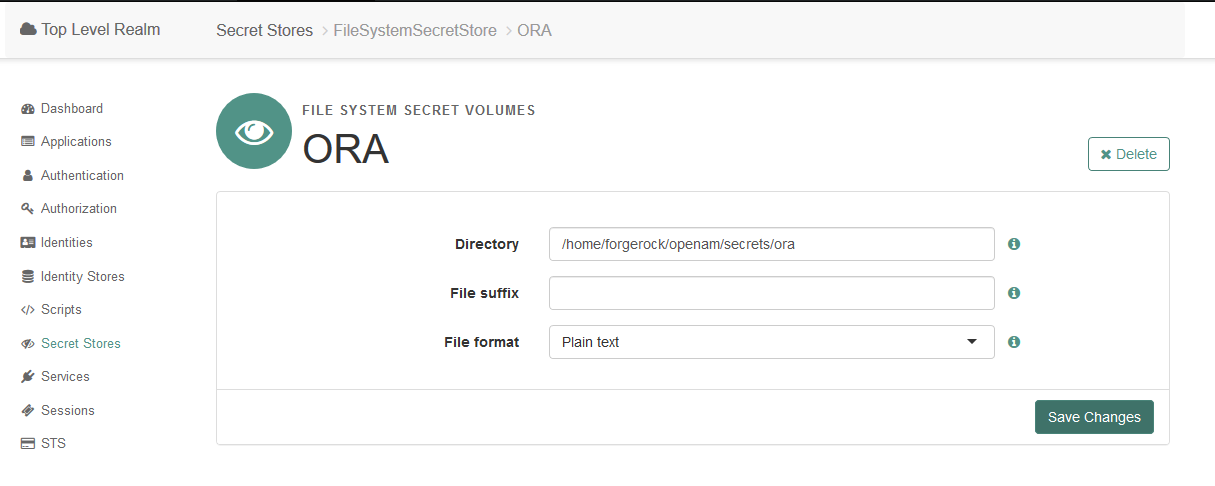 Top Level Realm
Secret Stores > FileSystemSecretStore > ORA
Dashboard
Applications
Authentication
Authorization
Identities
Identity Stores
Scripts
Secret Stores
Services
Sessions
STS
FILE SYSTEM SECRET VOLUMES
ORA
Delete
Directory /home/forgerock/openam/secrets/ora
File suffix
File format Plain text
Save Changes